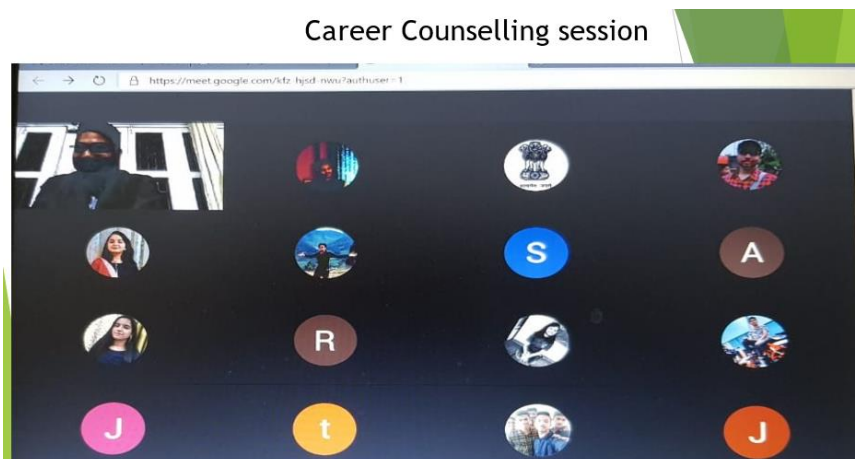 Career Counselling session
https://meet.google.com/kfz-hjsd-nwu?authuser=1
S
A
R
J
t
J